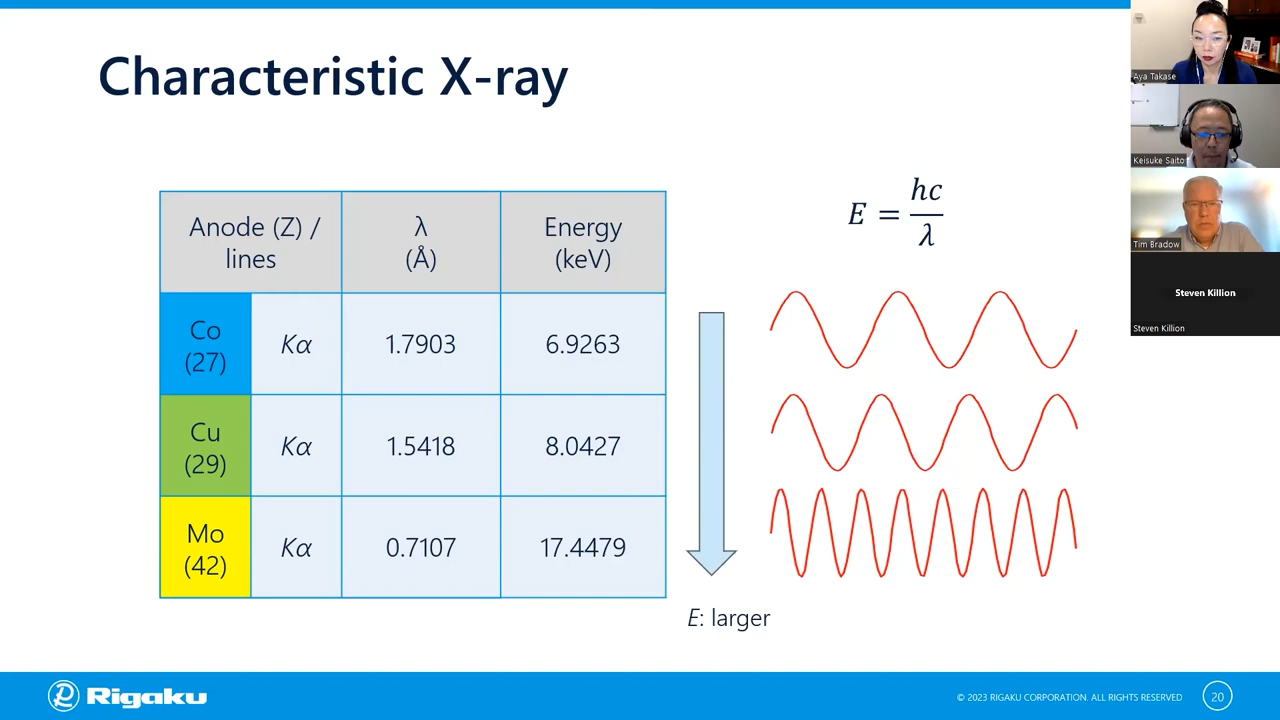 Characteristic X-ray
Anode (Z) /
lines
λ
(Å)
Energy
(keV)
Co
(27)
Kα
1.7903
6.9263
Cu
(29)
Kα
1.5418
8.0427
Mo
(42)
Kα
0.7107
17.4479
E = hc/λ
E: larger
Aya Takase
Keisuke Saito
Tim Bradow
Steven Killion
Steven Killion
Rigaku
© 2023 RIGAKU CORPORATION. ALL RIGHTS RESERVED
20